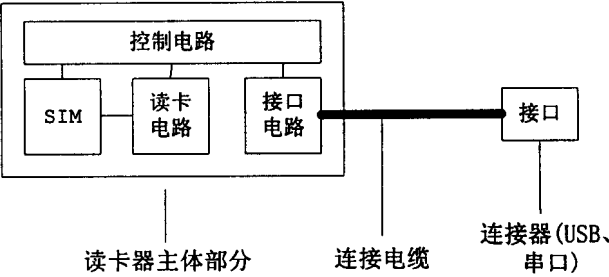 控制电路
SIM
读卡
电路
接口
电路
接口
读卡器主体部分
连接电缆
连接器(USB、
串口)